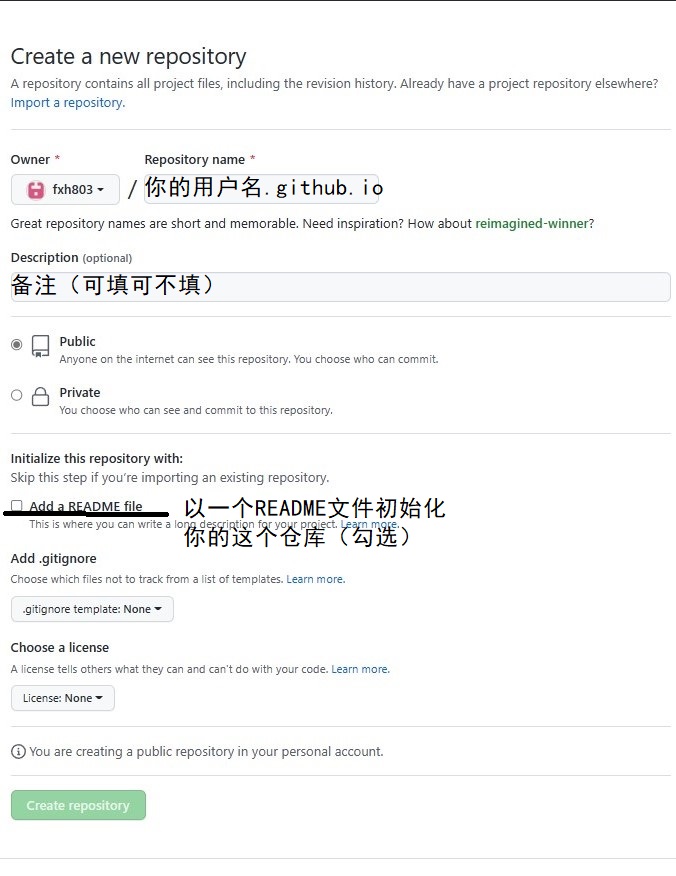 Create a new repository
A repository contains all project files, including the revision history. Already have a project repository elsewhere?
Import a repository.
Owner * Repository name *
fxh803 / 你的用户名.github.io
Great repository names are short and memorable. Need inspiration? How about reimagined-winner?
Description (optional)
备注（可填可不填）
Public
Anyone on the internet can see this repository. You choose who can commit.
Private
You choose who can see and commit to this repository.
Initialize this repository with:
Skip this step if you're importing an existing repository.
Add a README file
以一个README文件初始化
This is where you can write a long description for your project. Learn more.
你的这个仓库（勾选）
Add .gitignore
Choose which files not to track from a list of templates. Learn more.
.gitignore template: None
Choose a license
A license tells others what they can and can't do with your code. Learn more.
License: None
You are creating a public repository in your personal account.
Create repository